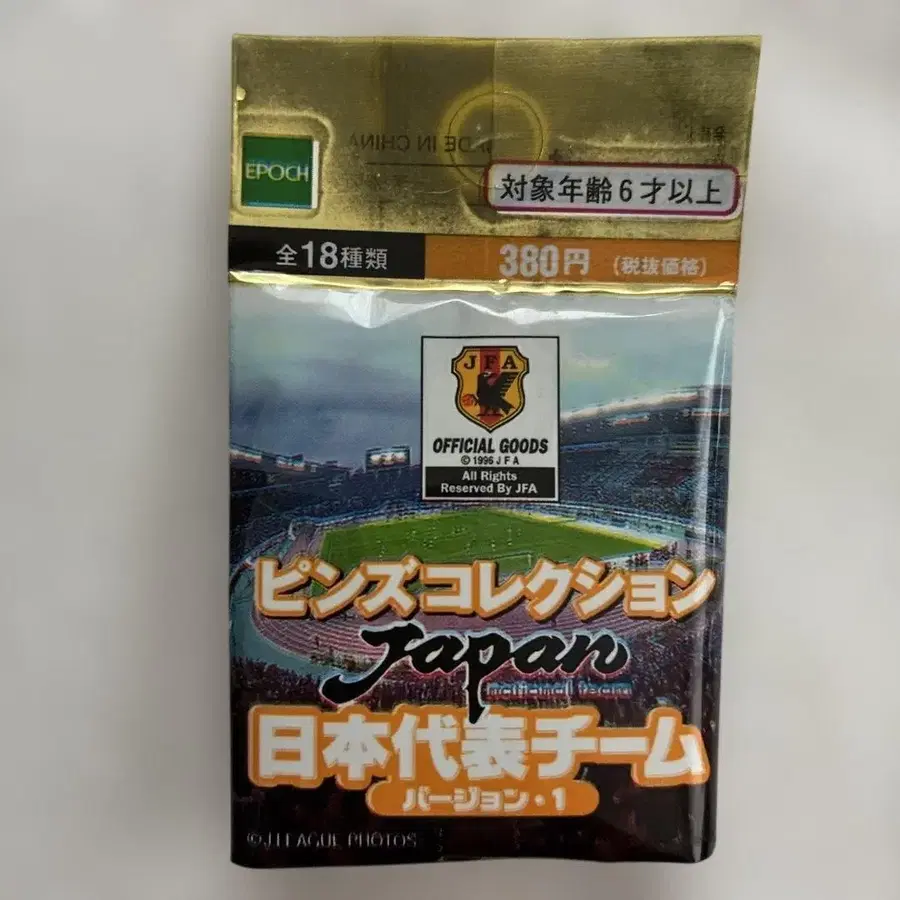 DE IN CHINA
EPOCH
対象年齢6才以上
全18種類
380円 (税抜価格)
JFA
OFFICIAL GOODS
© 1996 J F A
All Rights
Reserved By JFA
ピンズコレクション
Japan
national team
日本代表チーム
バージョン・1
©J.LEAGUE PHOTOS